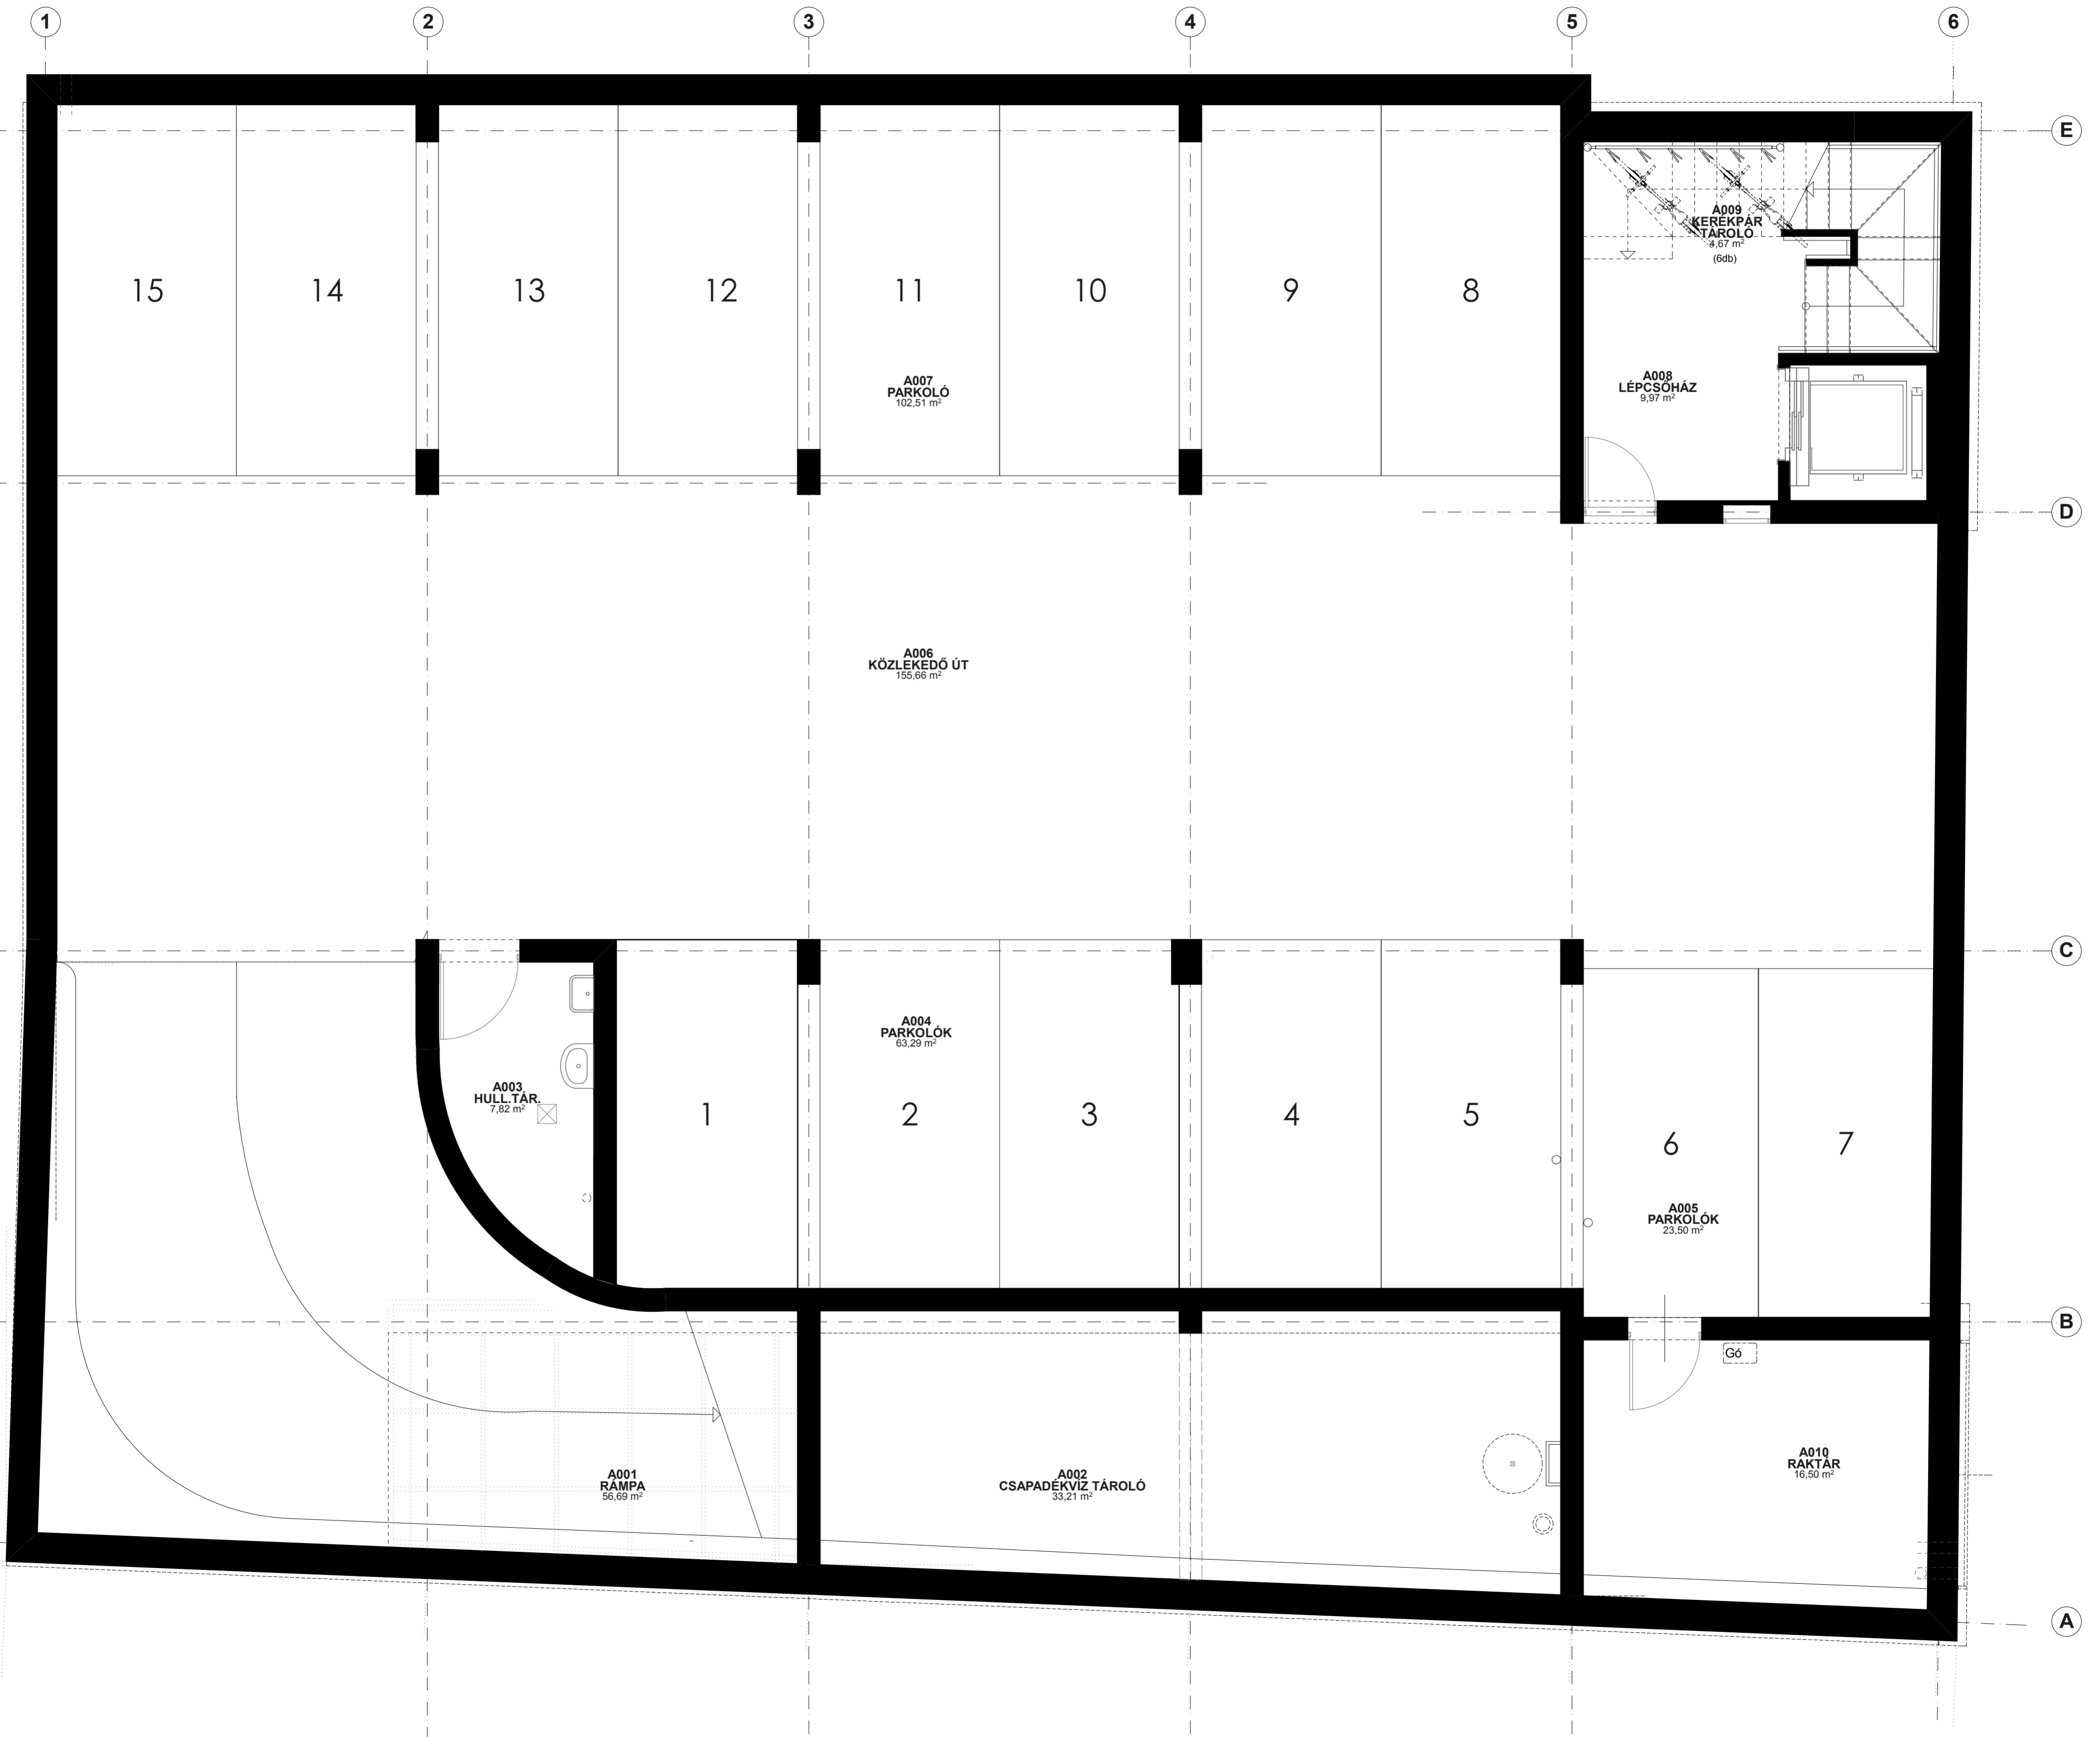 1 2 3 4 5 6
E
A009
KERÉKPÁR
TÁROLÓ
4,67 m²
(6db)
15 14 13 12 11 10 9 8
A007
PARKOLÓ
102,51 m²
A008
LÉPCSŐHÁZ
9,97 m²
D
A006
KÖZLEKEDŐ ÚT
155,66 m²
C
A004
PARKOLÓK
63,29 m²
A003
HULL.TÁR.
7,82 m²
1 2 3 4 5
6 7
A005
PARKOLÓK
23,50 m²
B
Gó
A001
RÁMPA
56,69 m²
A002
CSAPADÉKVÍZ TÁROLÓ
33,21 m²
A010
RAKTÁR
16,50 m²
A